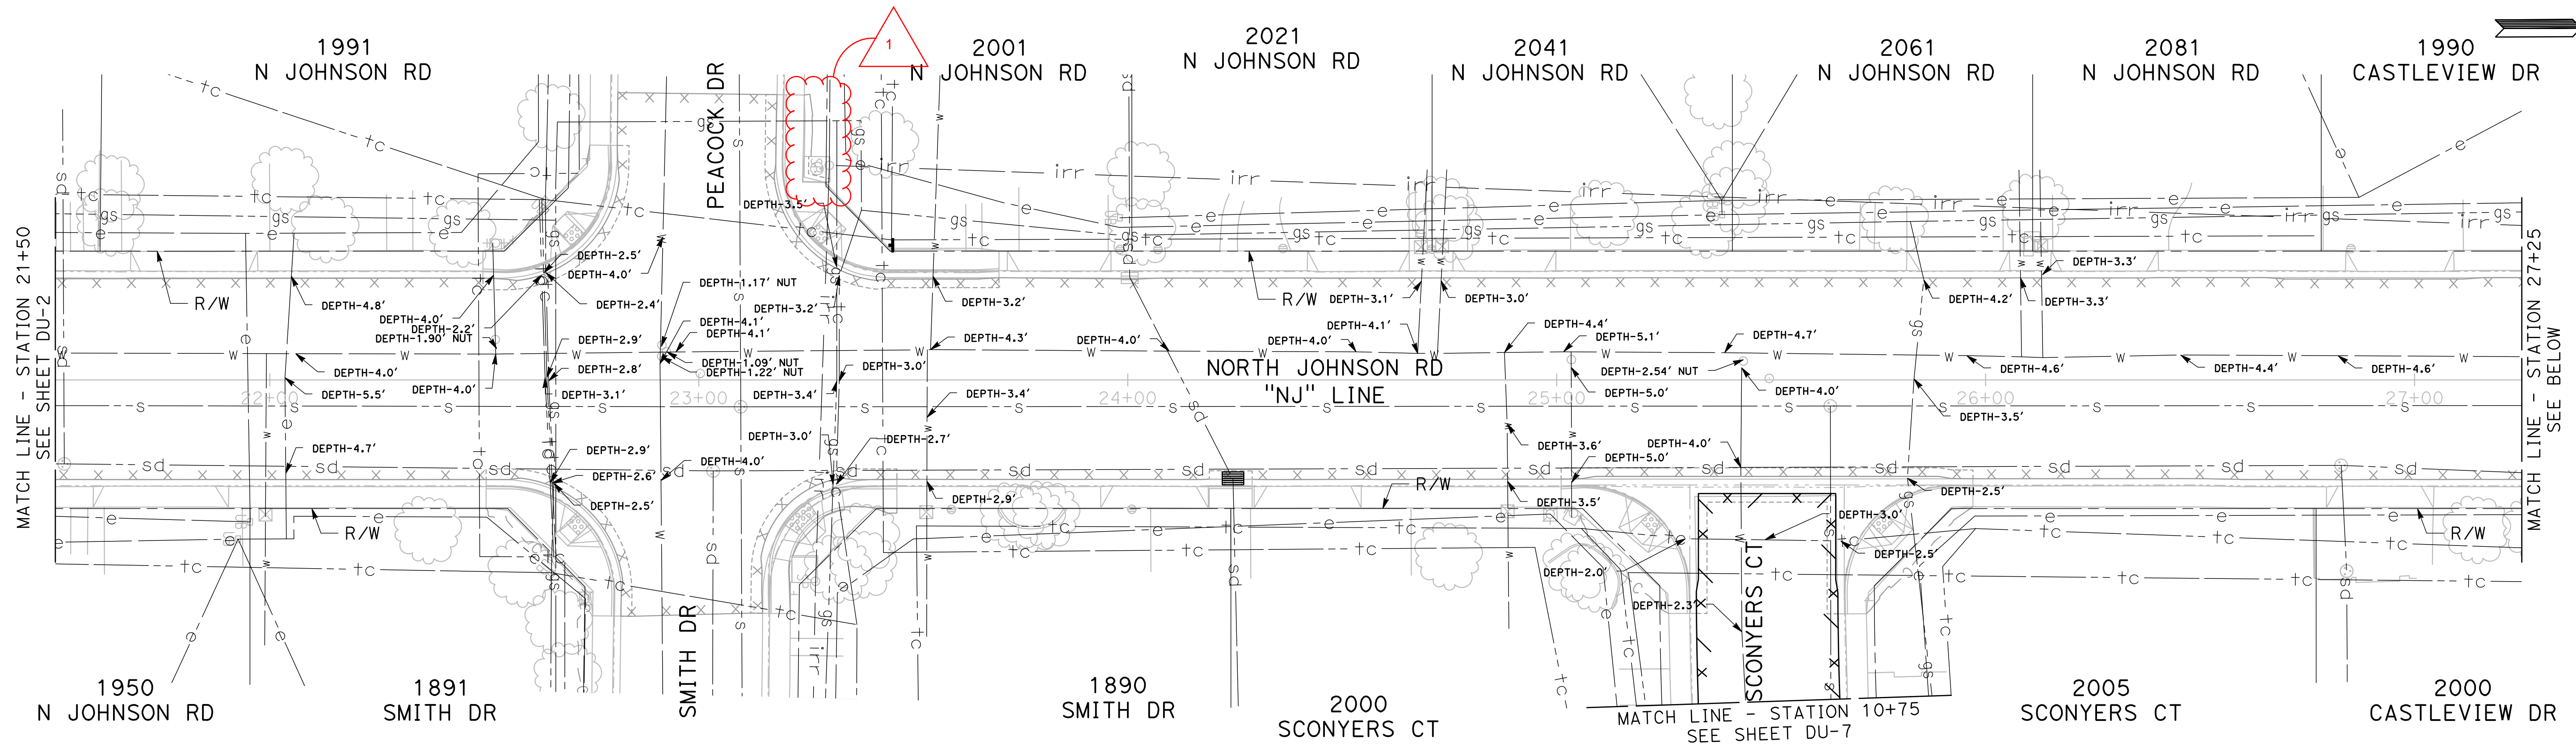 1991
N JOHNSON RD
PEACOCK DR
1
2001
N JOHNSON RD
2021
N JOHNSON RD
2041
N JOHNSON RD
2061
N JOHNSON RD
2081
N JOHNSON RD
1990
CASTLEVIEW DR
MATCH LINE - STATION 21+50
SEE SHEET DU-2
R/W
DEPTH-4.8'
DEPTH-4.0'
DEPTH-2.2'
DEPTH-1.90' NUT
DEPTH-4.0'
DEPTH-5.5'
DEPTH-4.0'
DEPTH-4.7'
DEPTH-2.5'
DEPTH-4.0'
DEPTH-2.4'
DEPTH-2.9'
DEPTH-2.8'
DEPTH-3.1'
DEPTH-2.9'
DEPTH-2.6'
DEPTH-2.5'
DEPTH-3.5'
DEPTH-1.17' NUT
DEPTH-3.2'
DEPTH-4.1'
DEPTH-4.1'
DEPTH-1.09' NUT
DEPTH-1.22' NUT
DEPTH-3.4'
DEPTH-3.0'
DEPTH-3.0'
DEPTH-2.7'
DEPTH-4.0'
DEPTH-3.2'
DEPTH-4.3'
DEPTH-3.4'
DEPTH-2.9'
DEPTH-4.0'
R/W
DEPTH-3.1'
DEPTH-3.0'
DEPTH-4.1'
DEPTH-4.0'
NORTH JOHNSON RD
"NJ" LINE
DEPTH-4.4'
DEPTH-5.1'
DEPTH-4.7'
DEPTH-2.54' NUT
DEPTH-5.0'
DEPTH-4.0'
DEPTH-3.6'
DEPTH-4.0'
DEPTH-5.0'
DEPTH-3.5'
DEPTH-3.3'
DEPTH-4.2'
DEPTH-3.3'
DEPTH-4.6'
DEPTH-4.4'
DEPTH-4.6'
DEPTH-3.5'
DEPTH-2.5'
DEPTH-3.0'
DEPTH-2.5'
DEPTH-2.0'
DEPTH-2.3'
22+00
23+00
24+00
25+00
26+00
27+00
R/W
R/W
R/W
MATCH LINE - STATION 27+25
SEE BELOW
SMITH DR
SCONYERS CT
1950
N JOHNSON RD
1891
SMITH DR
1890
SMITH DR
2000
SCONYERS CT
MATCH LINE - STATION 10+75
SEE SHEET DU-7
2005
SCONYERS CT
2000
CASTLEVIEW DR